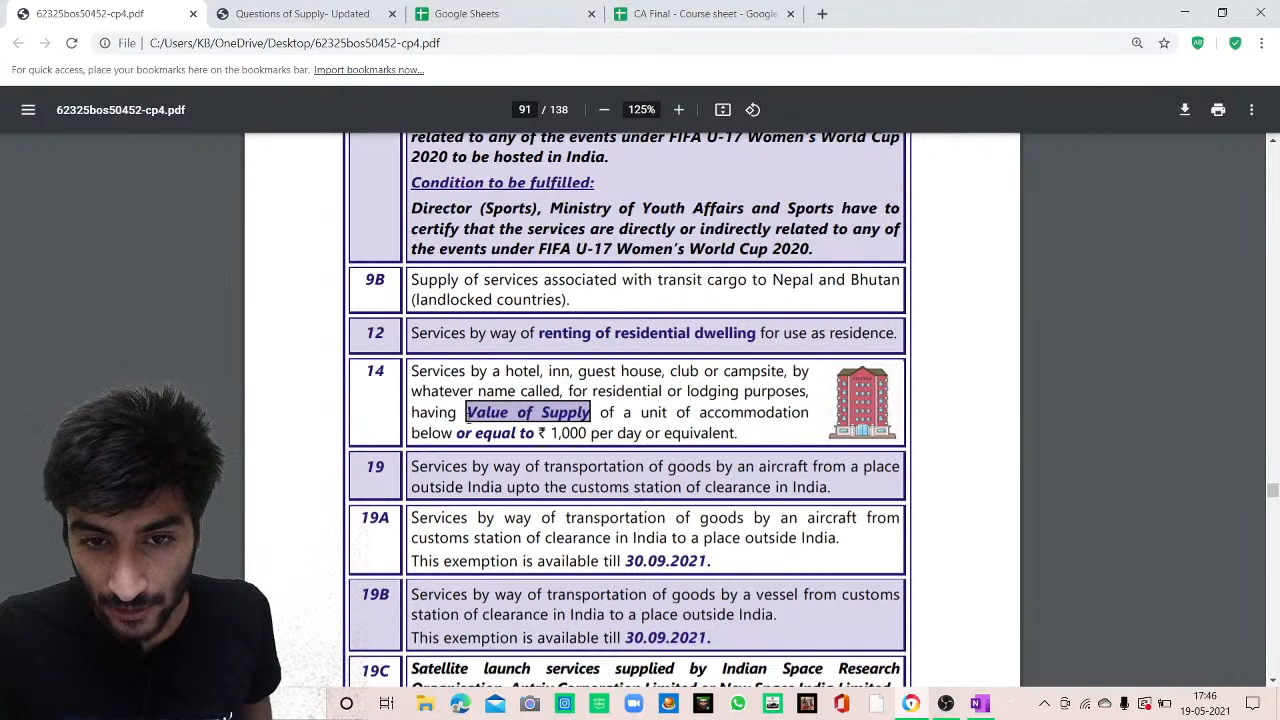 62325bos50452-cp4.pdf
Questions of Supply- Updated
Google Sheets
CA Final - Course sheet - Google
File
C:/Users/KB/OneDrive/Desktop/62325bos50452-cp4.pdf
For quick access, place your bookmarks here on the bookmarks bar. Import bookmarks now...
62325bos50452-cp4.pdf
91 / 138
125%
related to any of the events under FIFA U-17 Women's World Cup
2020 to be hosted in India.
Condition to be fulfilled:
Director (Sports), Ministry of Youth Affairs and Sports have to
certify that the services are directly or indirectly related to any of
the events under FIFA U-17 Women's World Cup 2020.
9B
Supply of services associated with transit cargo to Nepal and Bhutan
(landlocked countries).
12
Services by way of renting of residential dwelling for use as residence.
14
Services by a hotel, inn, guest house, club or campsite, by
whatever name called, for residential or lodging purposes,
having Value of Supply of a unit of accommodation
below or equal to ₹ 1,000 per day or equivalent.
19
Services by way of transportation of goods by an aircraft from a place
outside India upto the customs station of clearance in India.
19A
Services by way of transportation of goods by an aircraft from
customs station of clearance in India to a place outside India.
This exemption is available till 30.09.2021.
19B
Services by way of transportation of goods by a vessel from customs
station of clearance in India to a place outside India.
This exemption is available till 30.09.2021.
19C
Satellite launch services supplied by Indian Space Research
Organisation, Antrix Corporation Limited or New Space India Limited
17:46
19-05-2021